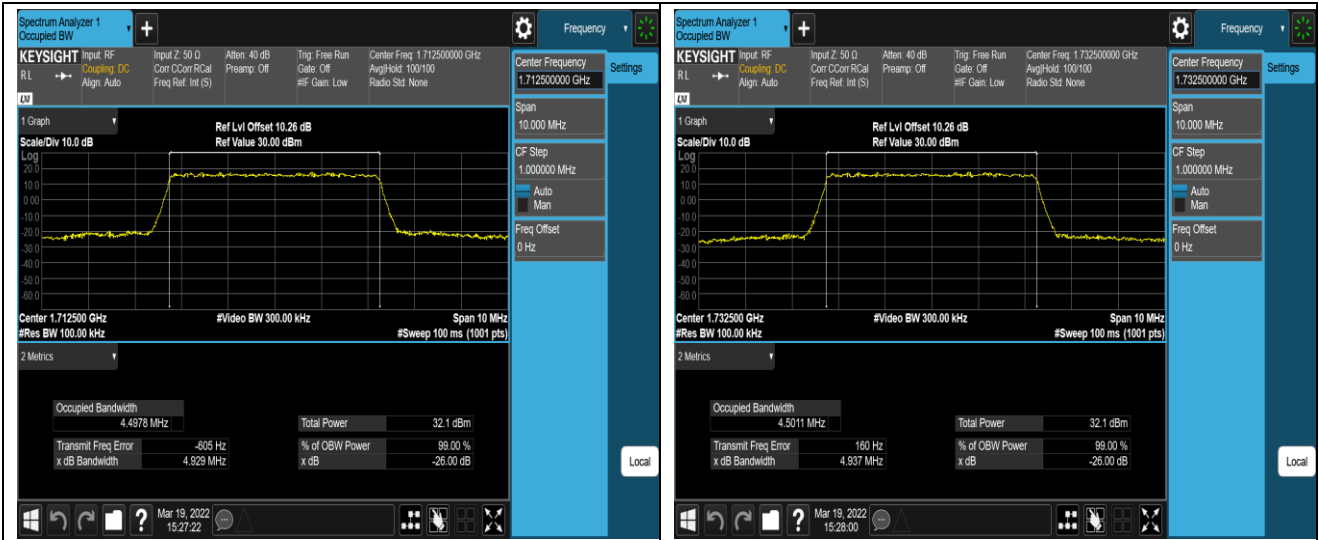 Spectrum Analyzer 1
Occupied BW
+
Frequency
KEYSIGHT
RL
LXI
Input: RF
Coupling: DC
Align: Auto
Input Z: 50 Ω
Corr CCorr RCal
Freq Ref: Int (S)
Atten: 40 dB
Preamp: Off
Trig: Free Run
Gate: Off
#IF Gain: Low
Center Freq: 1.712500000 GHz
Avg|Hold: 100/100
Radio Std: None
Center Frequency
1.712500000 GHz
Settings
Span
10.000 MHz
CF Step
1.000000 MHz
Auto
Man
Freq Offset
0 Hz
1 Graph
Scale/Div 10.0 dB
Ref Lvl Offset 10.26 dB
Ref Value 30.00 dBm
Log
20.0
10.0
0.00
-10.0
-20.0
-30.0
-40.0
-50.0
-60.0
Center 1.712500 GHz
#Video BW 300.00 kHz
Span 10 MHz
#Res BW 100.00 kHz
#Sweep 100 ms (1001 pts)
2 Metrics
Occupied Bandwidth
4.4978 MHz
Total Power 32.1 dBm
Transmit Freq Error -605 Hz
% of OBW Power 99.00 %
x dB Bandwidth 4.929 MHz
x dB -26.00 dB
Local
?
Mar 19, 2022
15:27:22
Spectrum Analyzer 1
Occupied BW
+
Frequency
KEYSIGHT
RL
LXI
Input: RF
Coupling: DC
Align: Auto
Input Z: 50 Ω
Corr CCorr RCal
Freq Ref: Int (S)
Atten: 40 dB
Preamp: Off
Trig: Free Run
Gate: Off
#IF Gain: Low
Center Freq: 1.732500000 GHz
Avg|Hold: 100/100
Radio Std: None
Center Frequency
1.732500000 GHz
Settings
Span
10.000 MHz
CF Step
1.000000 MHz
Auto
Man
Freq Offset
0 Hz
1 Graph
Scale/Div 10.0 dB
Ref Lvl Offset 10.26 dB
Ref Value 30.00 dBm
Log
20.0
10.0
0.00
-10.0
-20.0
-30.0
-40.0
-50.0
-60.0
Center 1.732500 GHz
#Video BW 300.00 kHz
Span 10 MHz
#Res BW 100.00 kHz
#Sweep 100 ms (1001 pts)
2 Metrics
Occupied Bandwidth
4.5011 MHz
Total Power 32.1 dBm
Transmit Freq Error 160 Hz
% of OBW Power 99.00 %
x dB Bandwidth 4.937 MHz
x dB -26.00 dB
Local
?
Mar 19, 2022
15:28:00